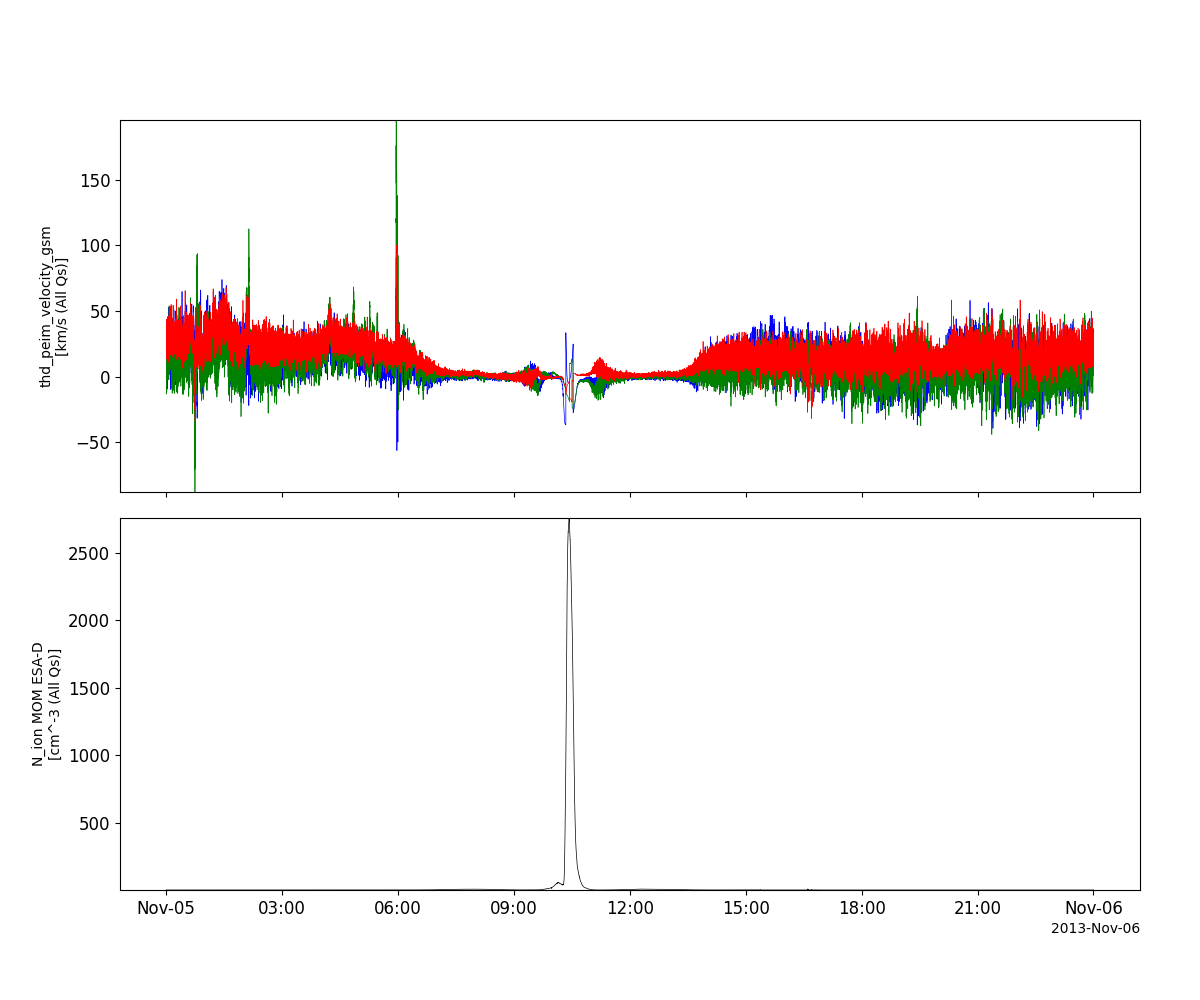 150
100
50
0
−50
thd_peim_velocity_gsm
[km/s (All Qs)]
2500
2000
1500
1000
500
N_ion MOM ESA-D
[cm^-3 (All Qs)]
Nov-05 03:00 06:00 09:00 12:00 15:00 18:00 21:00 Nov-06
2013-Nov-06